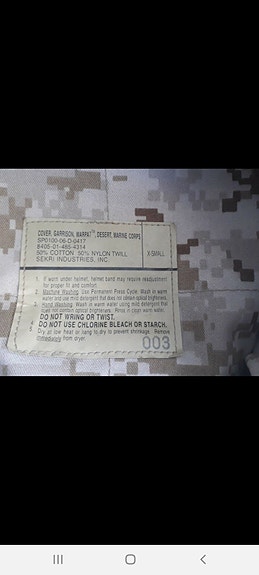 COVER, GARRISON, MARPAT™, DESERT, MARINE CORPS
SP0100-06-D-0417
8405-01-485-4314
50% COTTON 50% NYLON TWILL
SEKRI INDUSTRIES, INC.
X-SMALL
1. If worn under helmet, helmet band may require readjustment
for proper fit and comfort.
2. Machine Washing: Use Permanent Press Cycle. Wash in warm
water and use mild detergent that does not contain optical brighteners.
3. Hand Washing: Wash in warm water using mild detergent that
does not contain optical brighteners. Rinse in clean warm water.
DO NOT WRING OR TWIST.
4. DO NOT USE CHLORINE BLEACH OR STARCH.
5. Dry at low heat or hang to dry to prevent shrinkage. Remove
immediately from dryer.
003